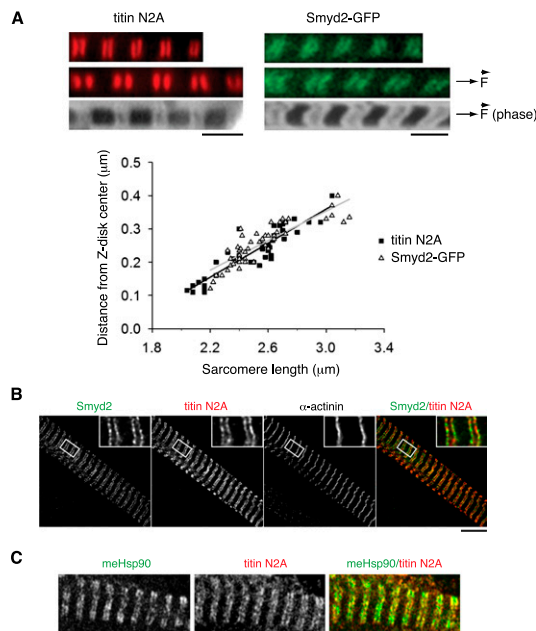 A
titin N2A
Smyd2-GFP
F
F (phase)
Distance from Z-disk center (μm)
0.5
0.4
0.3
0.2
0.1
0.0
titin N2A
Smyd2-GFP
1.8
2.2
2.6
3.0
3.4
Sarcomere length (μm)
B
Smyd2
titin N2A
α-actinin
Smyd2/titin N2A
C
meHsp90
titin N2A
meHsp90/titin N2A